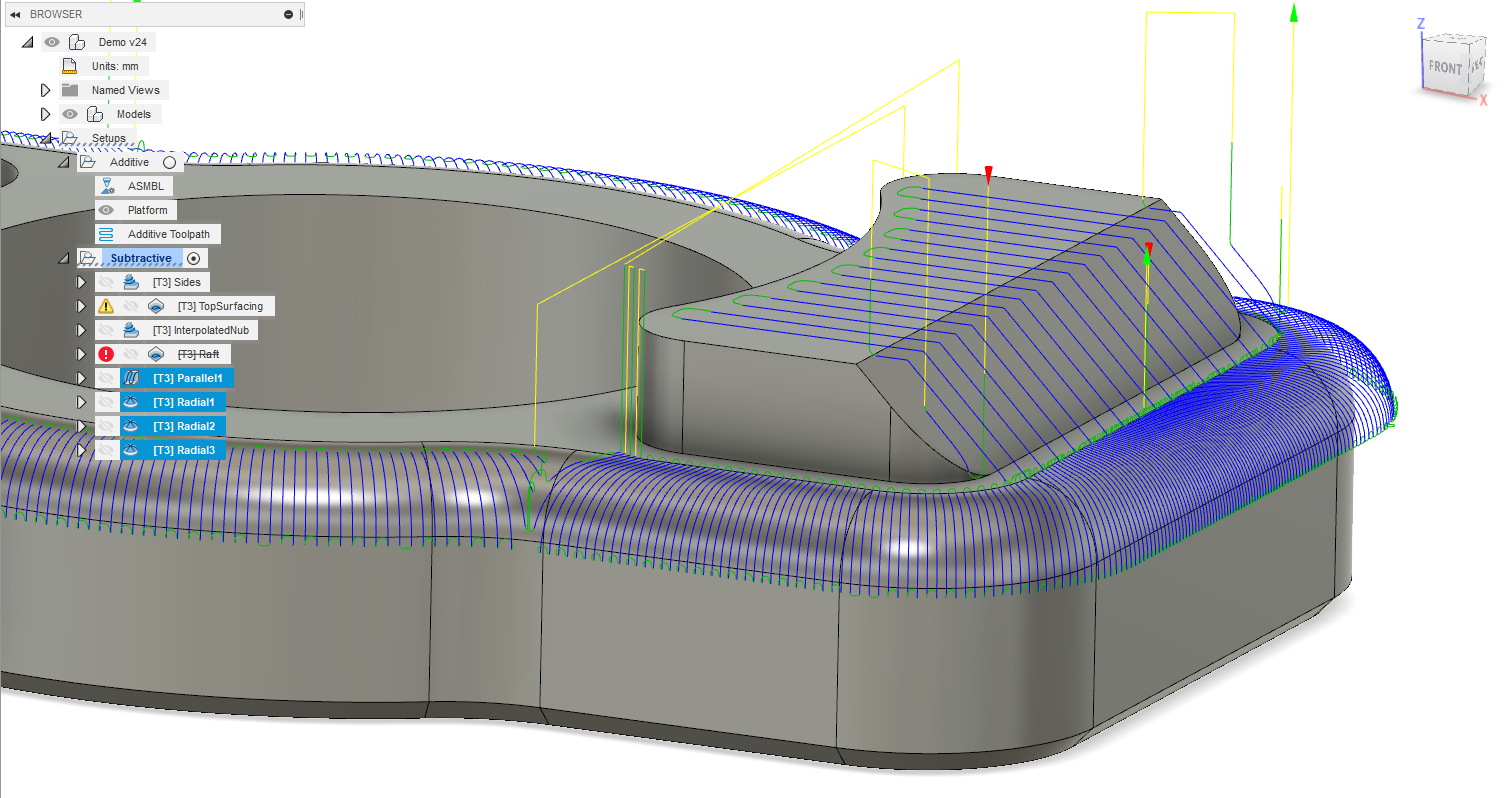 BROWSER
Demo v24
Units: mm
Named Views
Models
Setups
Additive
ASMBL
Platform
Additive Toolpath
Subtractive
[T3] Sides
[T3] TopSurfacing
[T3] InterpolatedNub
[T3] Raft
[T3] Parallel1
[T3] Radial1
[T3] Radial2
[T3] Radial3
Z
FRONT
X